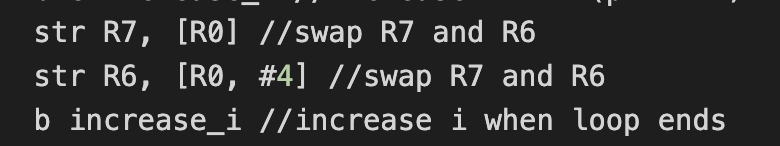 str R7, [R0] //swap R7 and R6
str R6, [R0, #4] //swap R7 and R6
b increase_i //increase i when loop ends